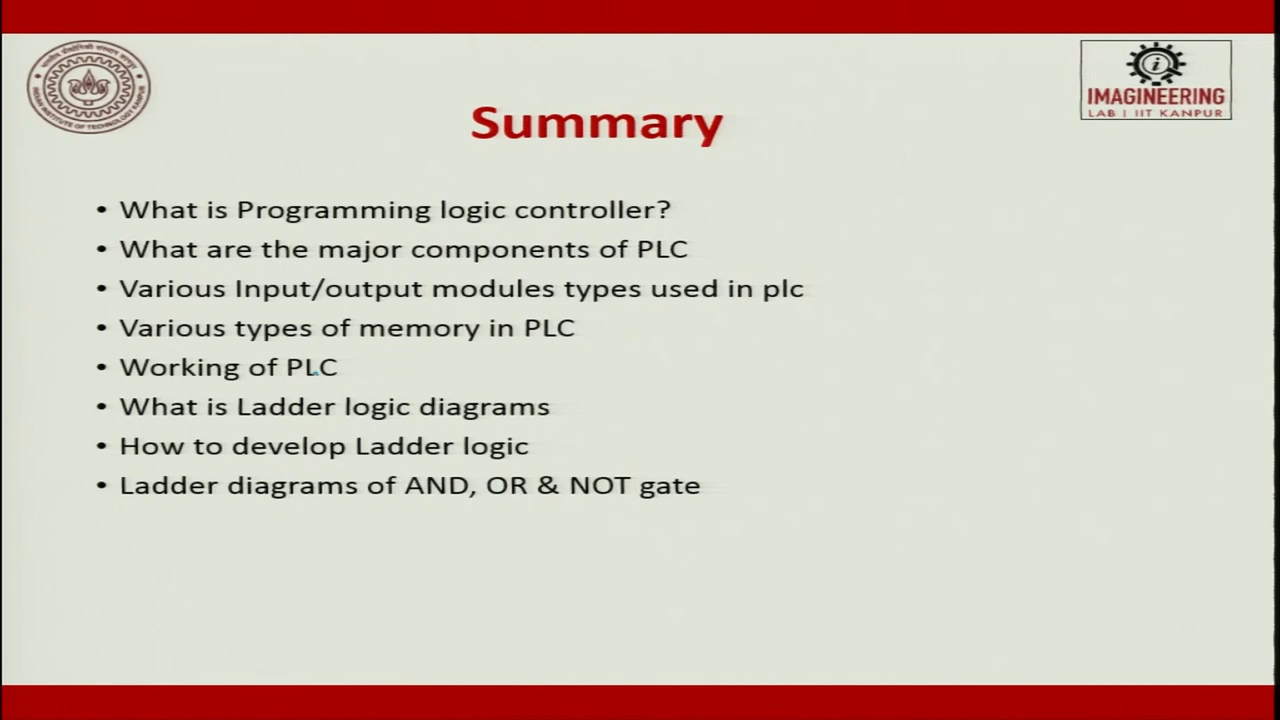 IMAGINEERING
LAB | IIT KANPUR
Summary
• What is Programming logic controller?
• What are the major components of PLC
• Various Input/output modules types used in plc
• Various types of memory in PLC
• Working of PLC
• What is Ladder logic diagrams
• How to develop Ladder logic
• Ladder diagrams of AND, OR & NOT gate